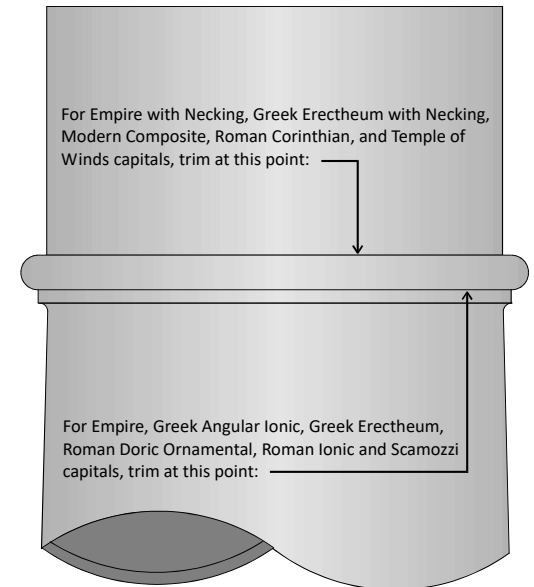 For Empire with Necking, Greek Erectheum with Necking,
Modern Composite, Roman Corinthian, and Temple of
Winds capitals, trim at this point:
For Empire, Greek Angular Ionic, Greek Erectheum,
Roman Doric Ornamental, Roman Ionic and Scamozzi
capitals, trim at this point: